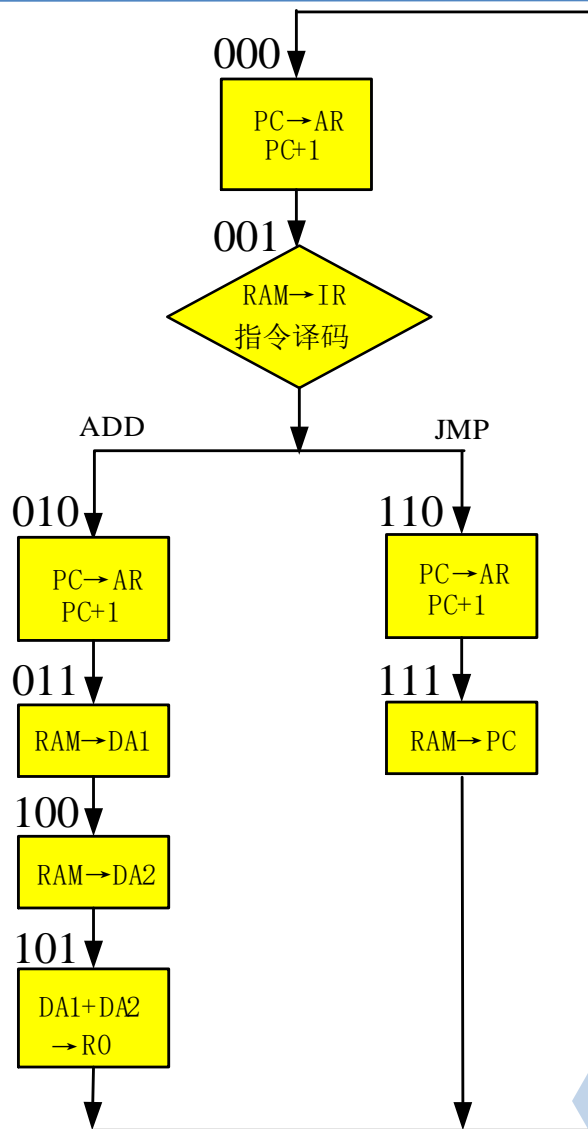 000
PC→AR
PC+1
001
RAM→IR
指令译码
ADD
JMP
010
PC→AR
PC+1
110
PC→AR
PC+1
011
RAM→DA1
111
RAM→PC
100
RAM→DA2
101
DA1+DA2
→R0